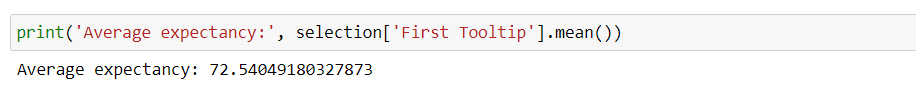 print('Average expectancy:', selection['First Tooltip'].mean())
Average expectancy: 72.54049180327873